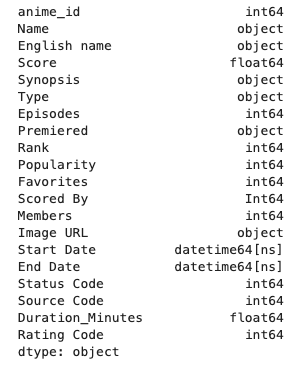 anime_id int64
Name object
English name object
Score float64
Synopsis object
Type object
Episodes int64
Premiered object
Rank int64
Popularity int64
Favorites int64
Scored By Int64
Members int64
Image URL object
Start Date datetime64[ns]
End Date datetime64[ns]
Status Code int64
Source Code int64
Duration_Minutes float64
Rating Code int64
dtype: object